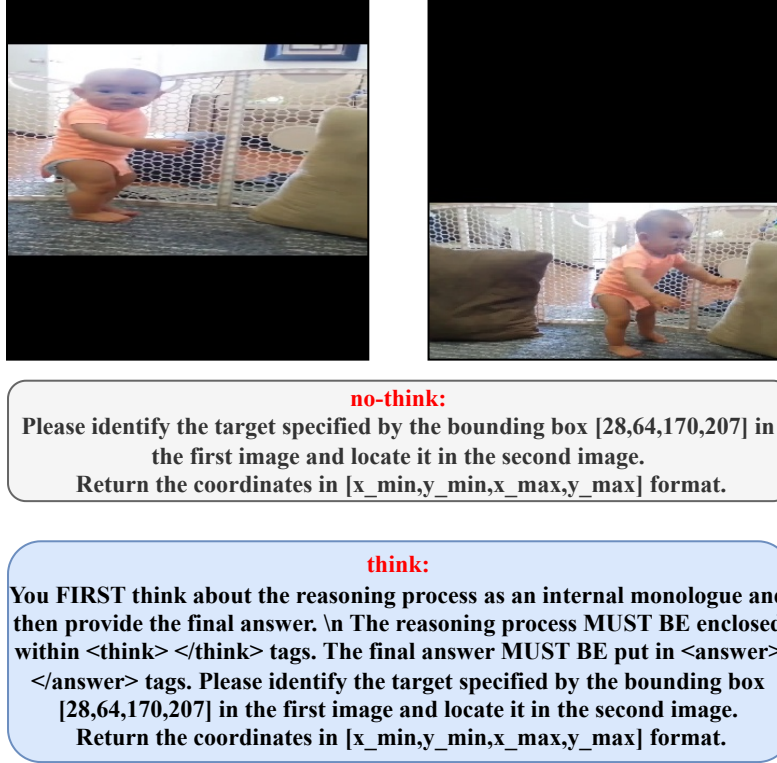 no-think:
Please identify the target specified by the bounding box [28,64,170,207] in
the first image and locate it in the second image.
Return the coordinates in [x_min,y_min,x_max,y_max] format.
think:
You FIRST think about the reasoning process as an internal monologue and
then provide the final answer. \n The reasoning process MUST BE enclosed
within <think> </think> tags. The final answer MUST BE put in <answer>
</answer> tags. Please identify the target specified by the bounding box
[28,64,170,207] in the first image and locate it in the second image.
Return the coordinates in [x_min,y_min,x_max,y_max] format.